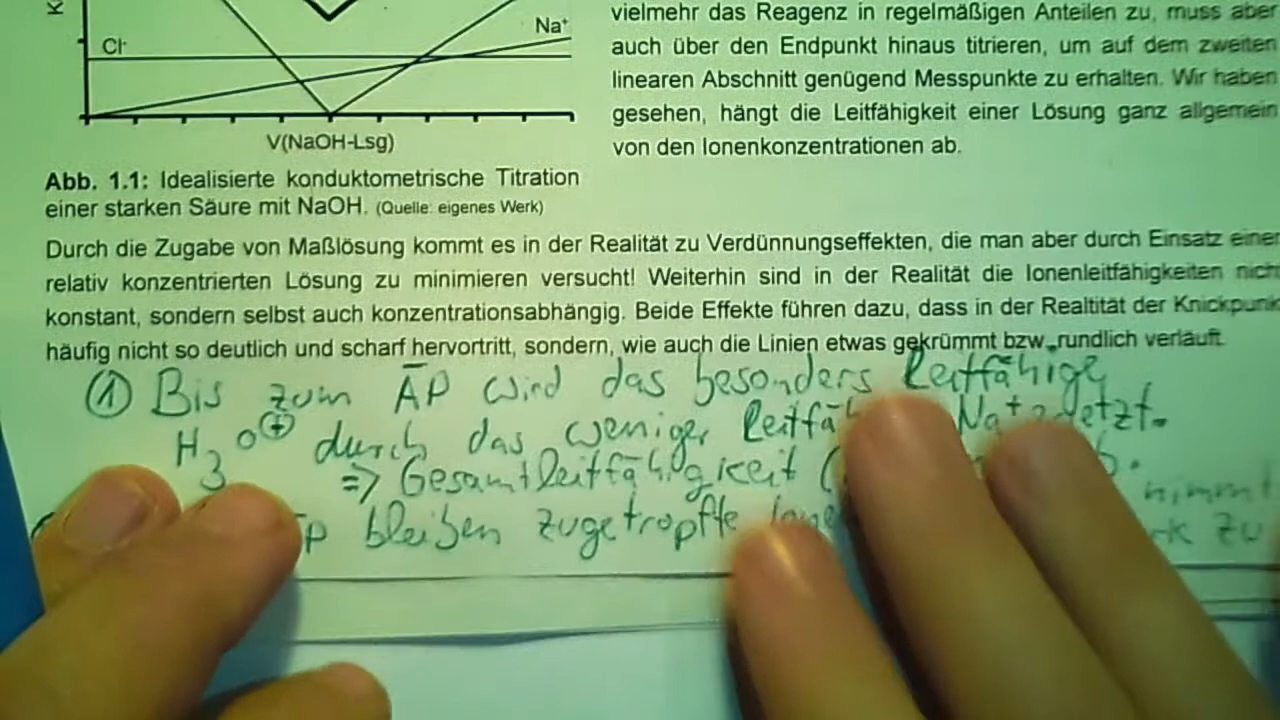 K
Cl-
Na+
V(NaOH-Lsg)
Abb. 1.1: Idealisierte konduktometrische Titration
einer starken Säure mit NaOH. (Quelle: eigenes Werk)
vielmehr das Reagenz in regelmäßigen Anteilen zu, muss aber
auch über den Endpunkt hinaus titrieren, um auf dem zweiten
linearen Abschnitt genügend Messpunkte zu erhalten. Wir haben
gesehen, hängt die Leitfähigkeit einer Lösung ganz allgemein
von den Ionenkonzentrationen ab.
Durch die Zugabe von Maßlösung kommt es in der Realität zu Verdünnungseffekten, die man aber durch Einsatz einer
relativ konzentrierten Lösung zu minimieren versucht! Weiterhin sind in der Realität die Ionenleitfähigkeiten nich
konstant, sondern selbst auch konzentrationsabhängig. Beide Effekte führen dazu, dass in der Realtität der Knickpunk
häufig nicht so deutlich und scharf hervortritt, sondern, wie auch die Linien etwas gekrümmt bzw. rundlich verläuft.
① Bis zum ÄP wird das besonders leitfähige
H3O⊕ durch das weniger leitfä Na+
=> Gesamtleitfähigkeit (
bleiben zugetropfte nimmt
zu